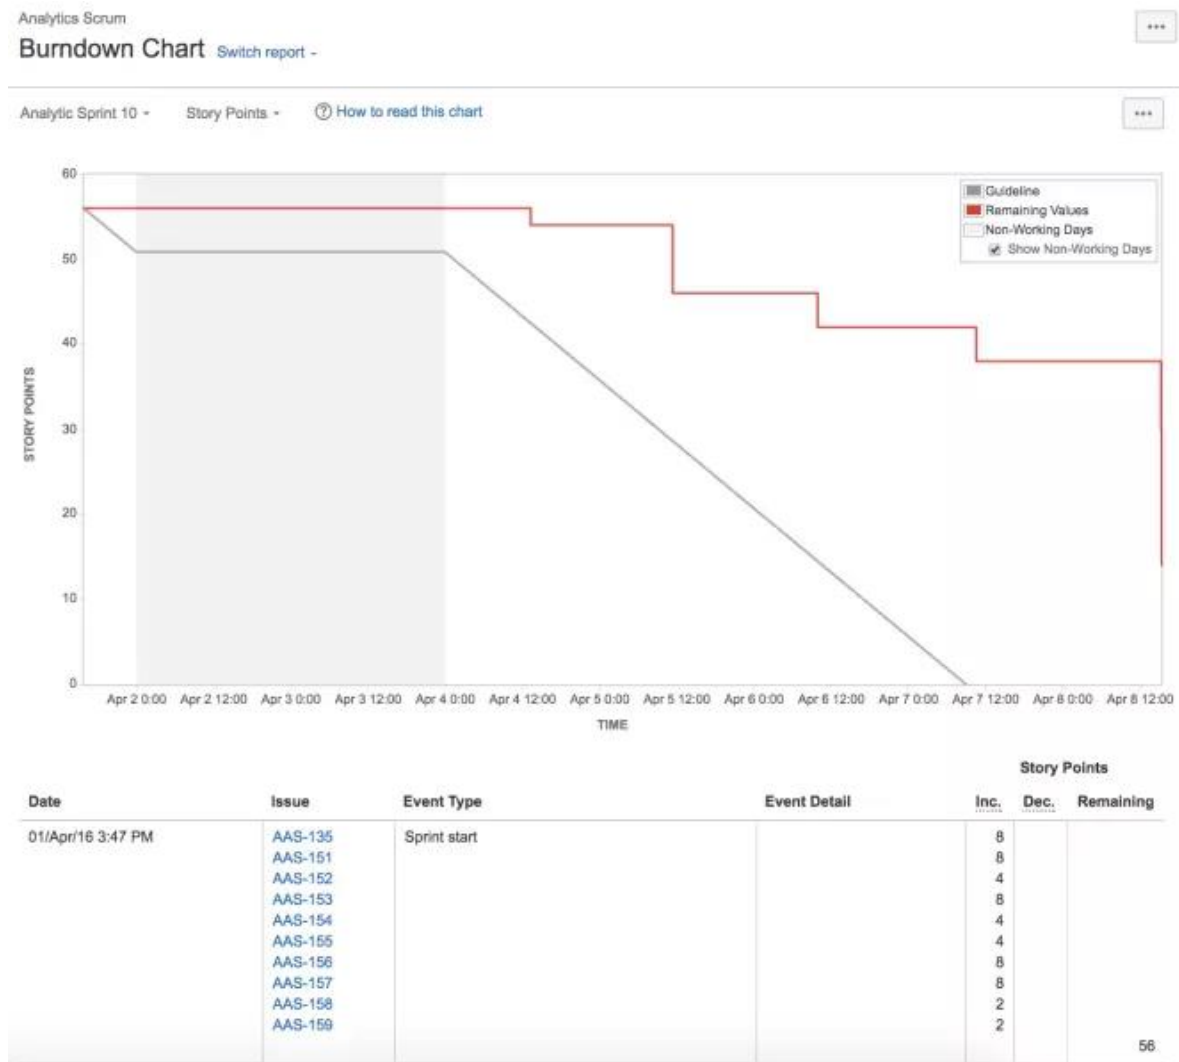 Analytics Scrum
...
Burndown Chart Switch report
...
Analytic Sprint 10 Story Points ? How to read this chart
60
50
40
30
20
10
0
STORY POINTS
Guideline
Remaining Values
Non-Working Days
Show Non-Working Days
Apr 2 0:00 Apr 2 12:00 Apr 3 0:00 Apr 3 12:00 Apr 4 0:00 Apr 4 12:00 Apr 5 0:00 Apr 5 12:00 Apr 6 0:00 Apr 6 12:00 Apr 7 0:00 Apr 7 12:00 Apr 8 0:00 Apr 8 12:00
TIME
Story Points
Date Issue Event Type Event Detail Inc. Dec. Remaining
01/Apr/16 3:47 PM AAS-135 Sprint start 8
AAS-151 8
AAS-152 4
AAS-153 8
AAS-154 4
AAS-155 4
AAS-156 8
AAS-157 8
AAS-158 2
AAS-159 2
56